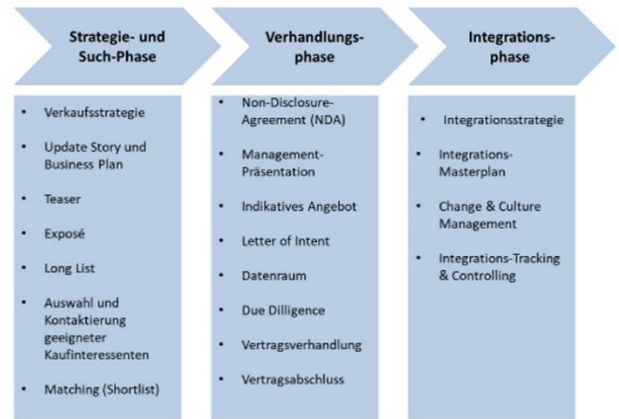 Strategie- und
Such-Phase
Verhandlungs-
phase
Integrations-
phase
• Verkaufsstrategie
• Update Story und
Business Plan
• Teaser
• Exposé
• Long List
• Auswahl und
Kontaktierung
geeigneter
Kaufinteressenten
• Matching (Shortlist)
• Non-Disclosure-
Agreement (NDA)
• Management-
Präsentation
• Indikatives Angebot
• Letter of Intent
• Datenraum
• Due Dilligence
• Vertragsverhandlung
• Vertragsabschluss
• Integrationsstrategie
• Integrations-
Masterplan
• Change & Culture
Management
• Integrations-Tracking
& Controlling